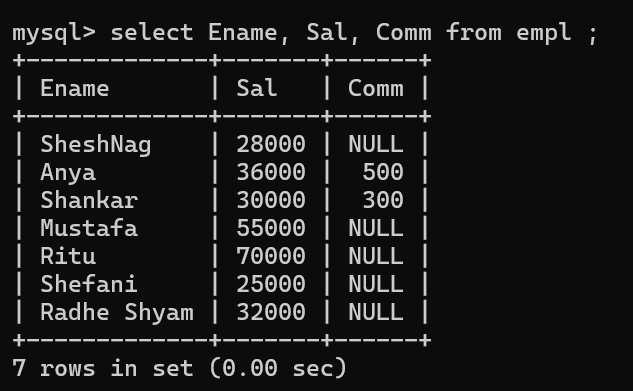 mysql> select Ename, Sal, Comm from empl ;
+-------------+-------+------+
| Ename       | Sal   | Comm |
+-------------+-------+------+
| SheshNag    | 28000 | NULL |
| Anya        | 36000 |  500 |
| Shankar     | 30000 |  300 |
| Mustafa     | 55000 | NULL |
| Ritu        | 70000 | NULL |
| Shefani     | 25000 | NULL |
| Radhe Shyam | 32000 | NULL |
+-------------+-------+------+
7 rows in set (0.00 sec)